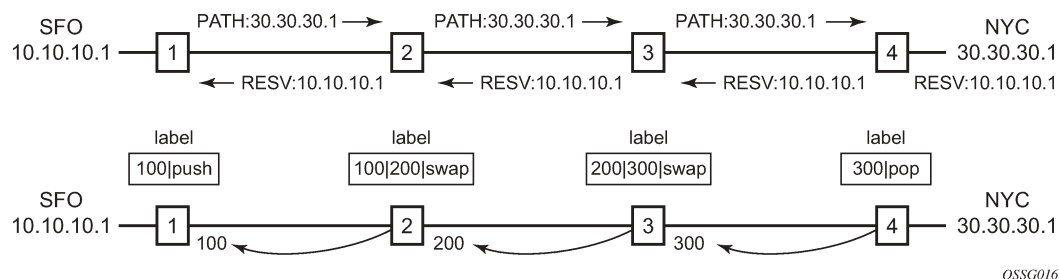 PATH:30.30.30.1 PATH:30.30.30.1 PATH:30.30.30.1
SFO NYC
10.10.10.1 1 2 3 4 30.30.30.1
RESV:10.10.10.1 RESV:10.10.10.1 RESV:10.10.10.1 RESV:10.10.10.1
label label label label
100|push 100|200|swap 200|300|swap 300|pop
SFO NYC
10.10.10.1 1 2 3 4 30.30.30.1
100 200 300
OSSG016